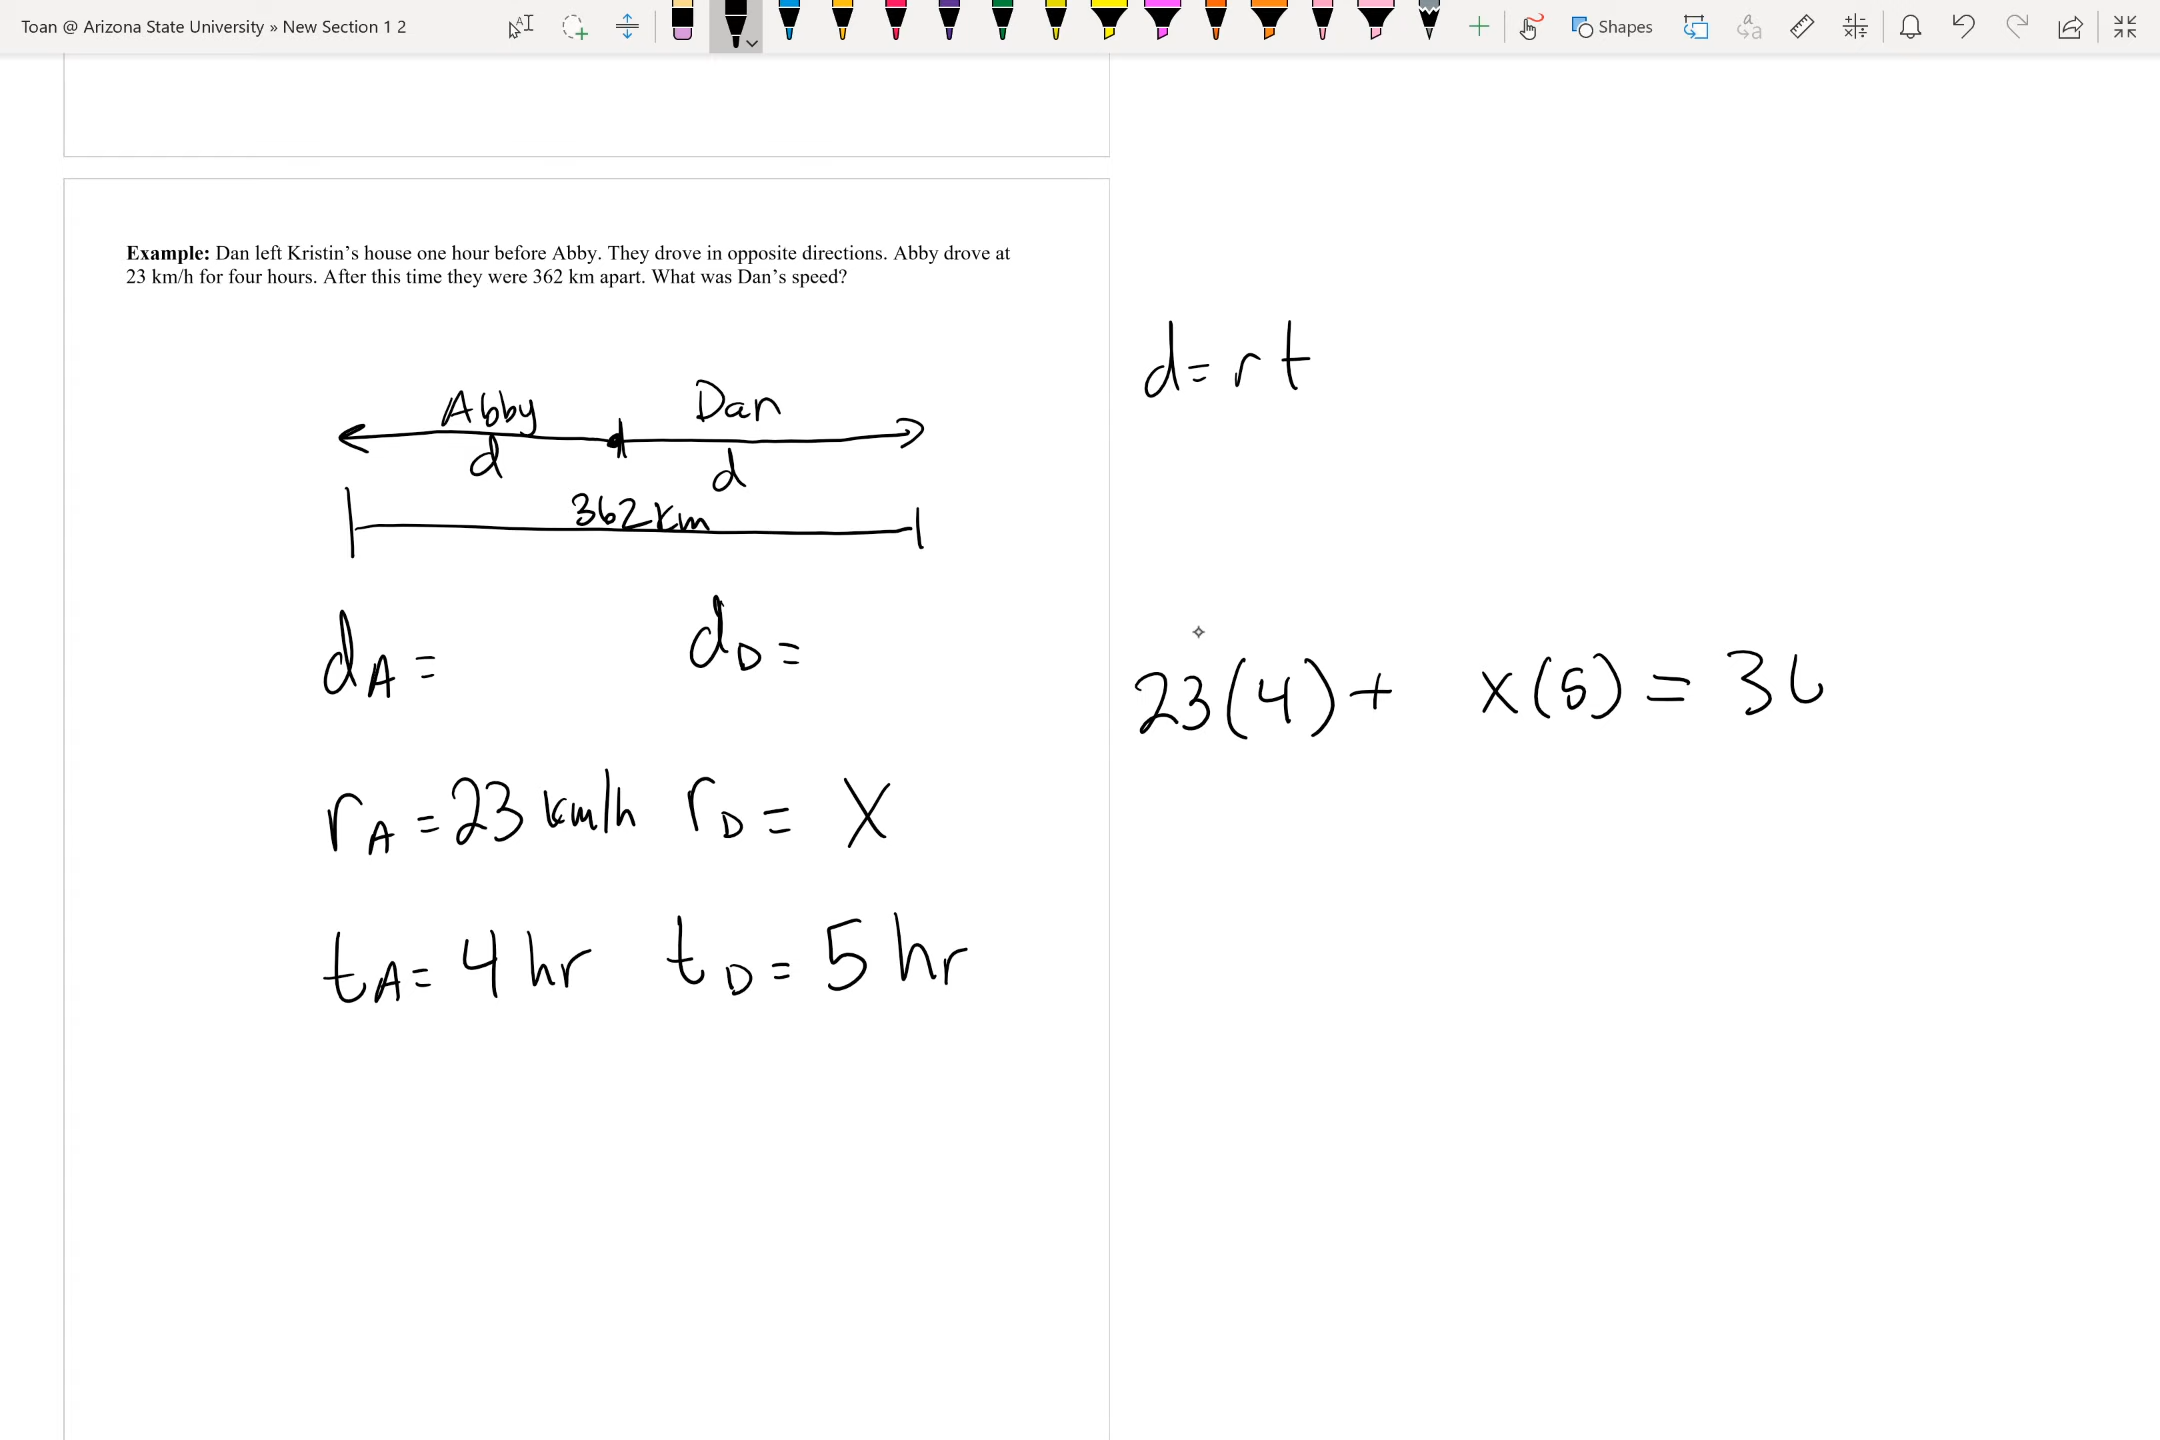 Toan @ Arizona State University » New Section 1 2
Shapes
Example: Dan left Kristin's house one hour before Abby. They drove in opposite directions. Abby drove at
23 km/h for four hours. After this time they were 362 km apart. What was Dan's speed?
d = r t
Abby Dan
d d
362 km
dA = dD =
23(4) + x(5) = 36
rA = 23 km/h rD = X
tA = 4 hr tD = 5 hr